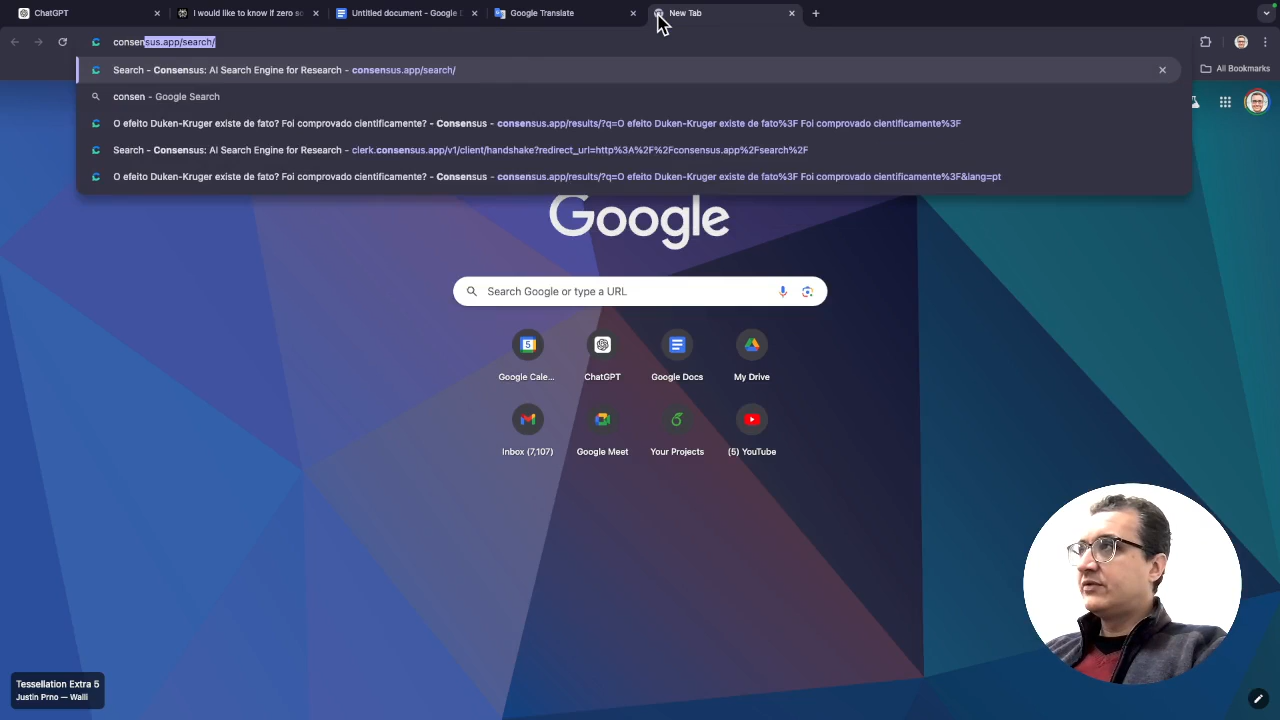 ChatGPT
I would like to know if zero sc
Untitled document - Google D
Google Translate
New Tab
consensus.app/search/
Search - Consensus: AI Search Engine for Research - consensus.app/search/
consen - Google Search
O efeito Duken-Kruger existe de fato? Foi comprovado cientificamente? - Consensus - consensus.app/results/?q=O efeito Duken-Kruger existe de fato%3F Foi comprovado cientificamente%3F
Search - Consensus: AI Search Engine for Research - clerk.consensus.app/v1/client/handshake?redirect_url=http%3A%2F%2Fconsensus.app%2Fsearch%2F
O efeito Duken-Kruger existe de fato? Foi comprovado cientificamente? - Consensus - consensus.app/results/?q=O efeito Duken-Kruger existe de fato%3F Foi comprovado cientificamente%3F&lang=pt
All Bookmarks
Google
Search Google or type a URL
5
Google Cale...
ChatGPT
Google Docs
My Drive
Inbox (7,107)
Google Meet
Your Projects
(5) YouTube
Tessellation Extra 5
Justin Prno — Walli